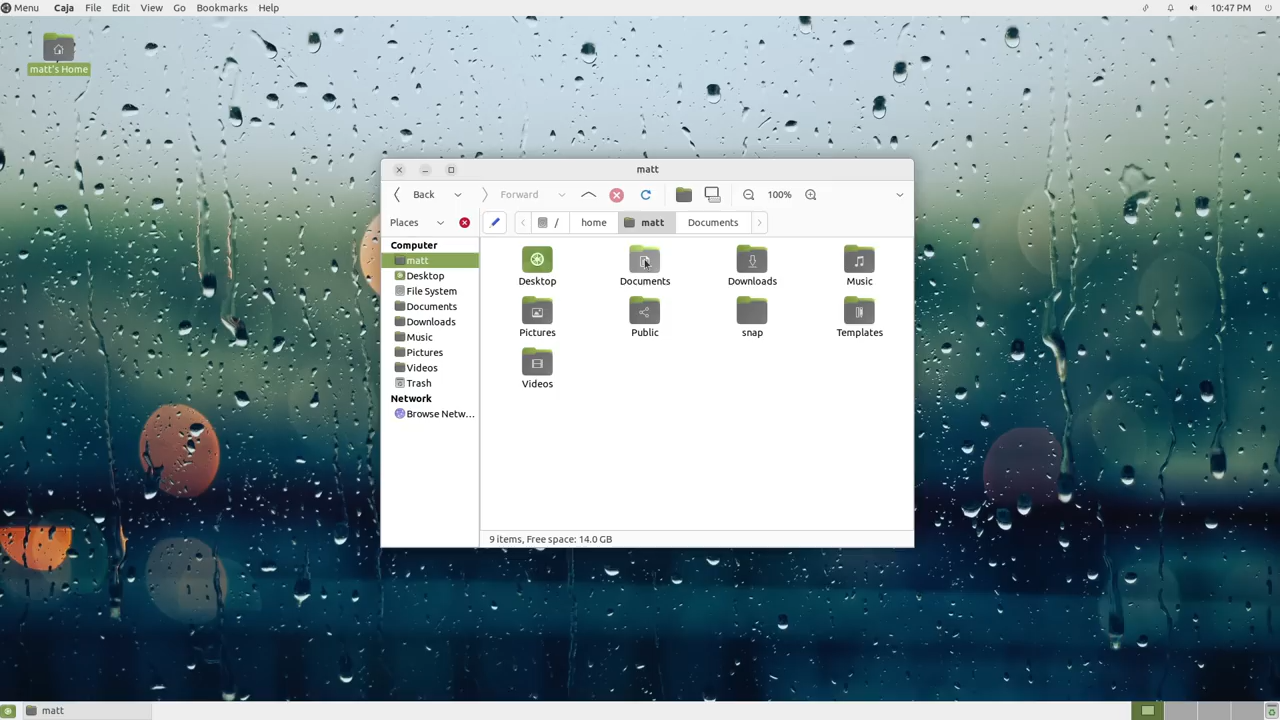 Menu Caja File Edit View Go Bookmarks Help 10:47 PM
matt's Home
matt
Back Forward 100%
Places / home matt Documents
Computer
matt
Desktop
File System
Documents
Downloads
Music
Pictures
Videos
Trash
Network
Browse Netw...
Desktop Documents Downloads Music
Pictures Public snap Templates
Videos
9 items, Free space: 14.0 GB
matt